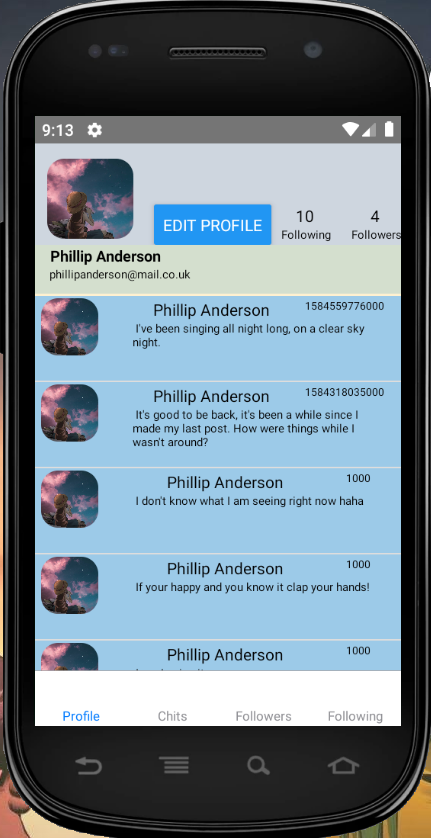 9:13
EDIT PROFILE
10
Following
4
Followers
Phillip Anderson
phillipanderson@mail.co.uk
Phillip Anderson
1584559776000
I've been singing all night long, on a clear sky
night.
Phillip Anderson
1584318035000
It's good to be back, it's been a while since I
made my last post. How were things while I
wasn't around?
Phillip Anderson
1000
I don't know what I am seeing right now haha
Phillip Anderson
1000
If your happy and you know it clap your hands!
Phillip Anderson
1000
Profile
Chits
Followers
Following